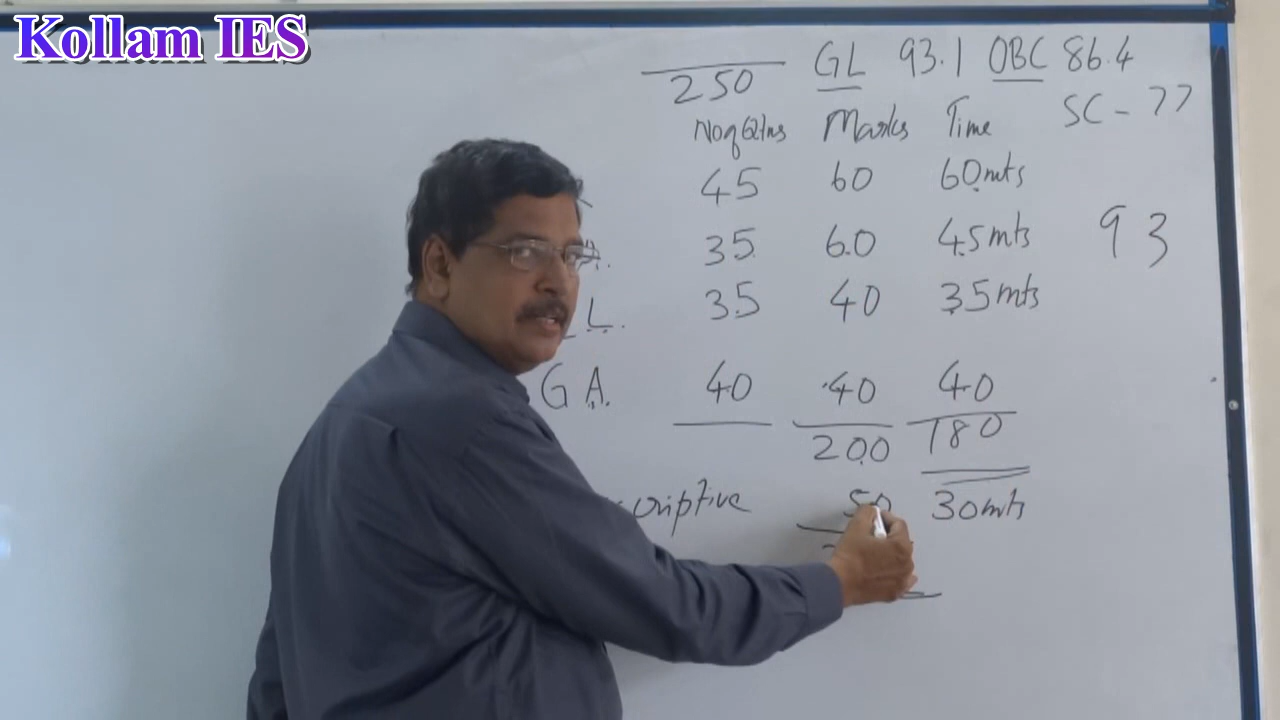 Kollam IES
250 GL 93.1 OBC 86.4
SC - 77
No of Qtns Marks Time
45 60 60mts
A. 35 60 45mts
93
L. 35 40 35mts
G A. 40 40 40
200 180
criptive 50 30mts